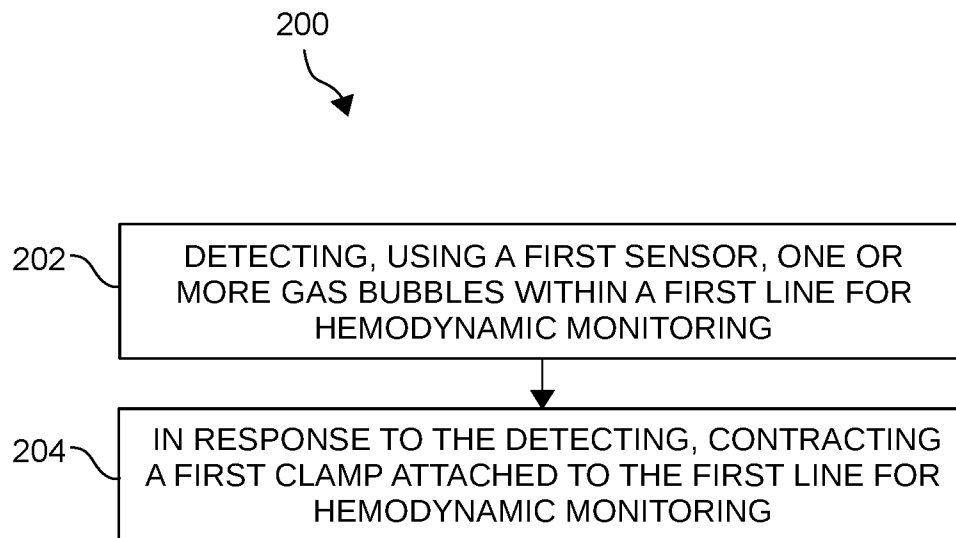 200
202
DETECTING, USING A FIRST SENSOR, ONE OR
MORE GAS BUBBLES WITHIN A FIRST LINE FOR
HEMODYNAMIC MONITORING
204
IN RESPONSE TO THE DETECTING, CONTRACTING
A FIRST CLAMP ATTACHED TO THE FIRST LINE FOR
HEMODYNAMIC MONITORING